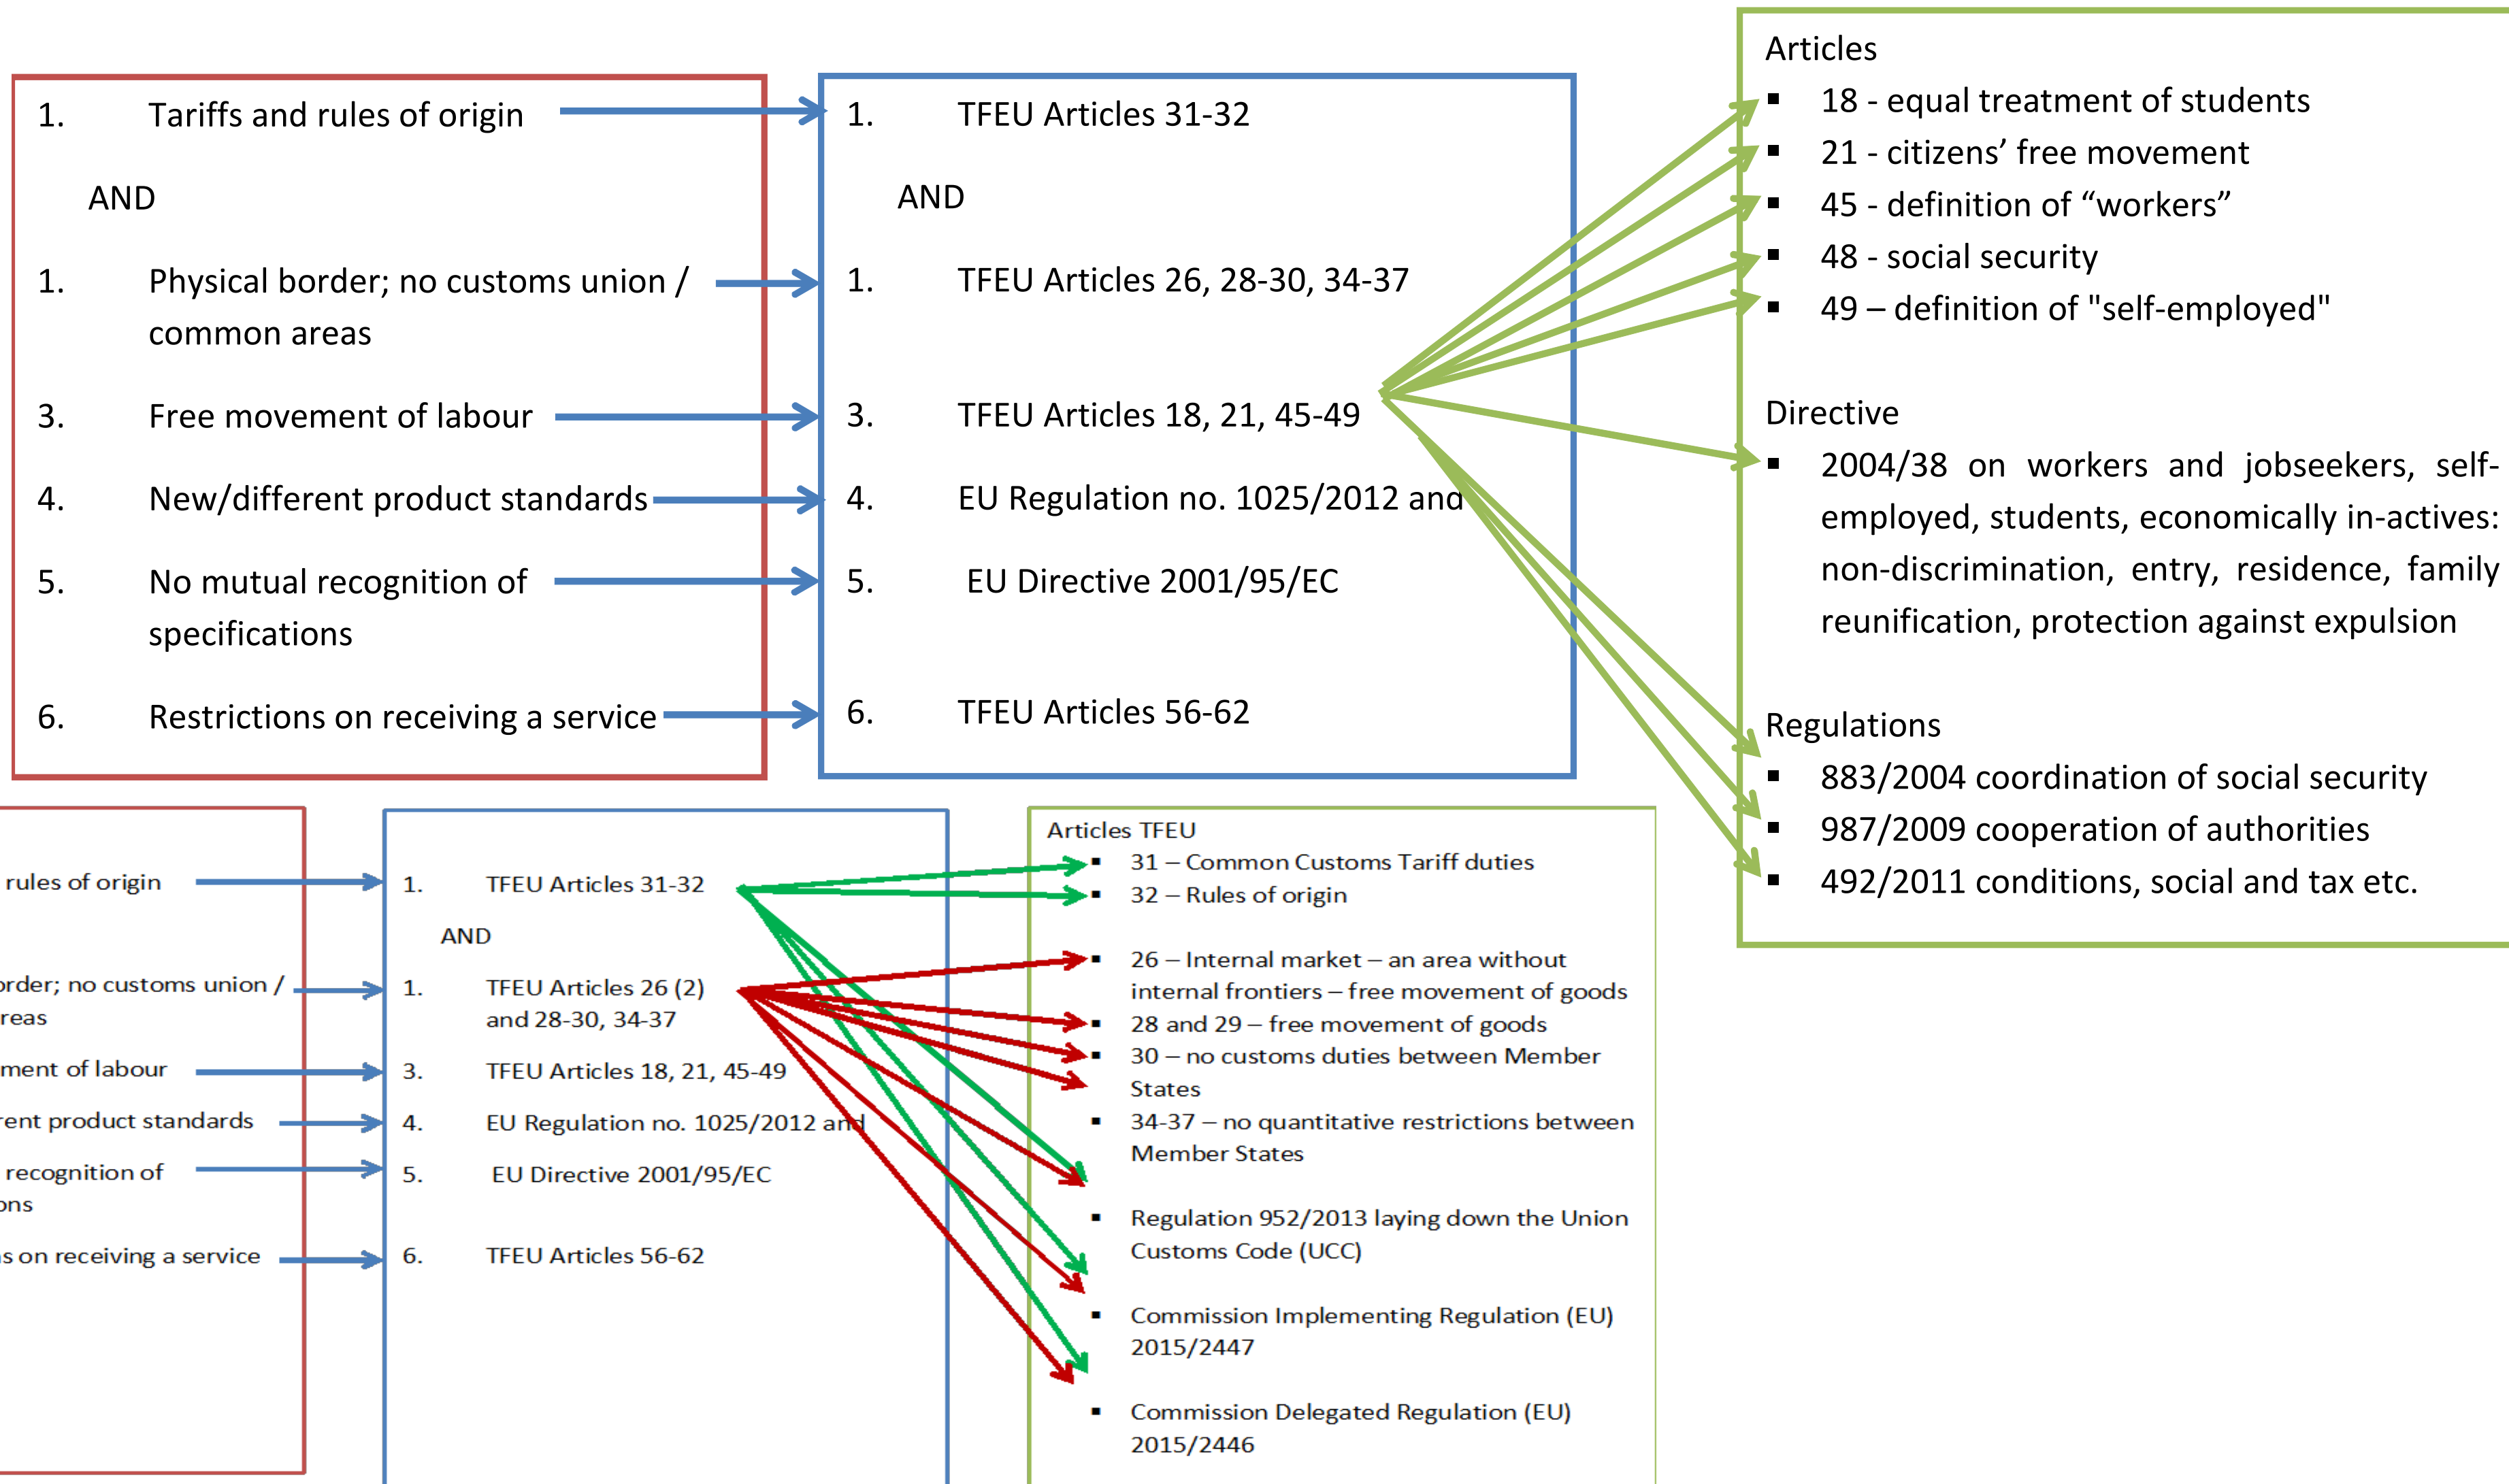 1. Tariffs and rules of origin
AND
1. Physical border; no customs union /
common areas
3. Free movement of labour
4. New/different product standards
5. No mutual recognition of
specifications
6. Restrictions on receiving a service
1. TFEU Articles 31-32
AND
1. TFEU Articles 26, 28-30, 34-37
3. TFEU Articles 18, 21, 45-49
4. EU Regulation no. 1025/2012 and
5. EU Directive 2001/95/EC
6. TFEU Articles 56-62
Articles
▪ 18 - equal treatment of students
▪ 21 - citizens’ free movement
▪ 45 - definition of “workers”
▪ 48 - social security
▪ 49 – definition of "self-employed"
Directive
▪ 2004/38 on workers and jobseekers, self-
employed, students, economically in-actives:
non-discrimination, entry, residence, family
reunification, protection against expulsion
Regulations
▪ 883/2004 coordination of social security
▪ 987/2009 cooperation of authorities
▪ 492/2011 conditions, social and tax etc.
rules of origin
order; no customs union /
reas
ment of labour
rent product standards
recognition of
ons
s on receiving a service
1. TFEU Articles 31-32
AND
1. TFEU Articles 26 (2)
and 28-30, 34-37
3. TFEU Articles 18, 21, 45-49
4. EU Regulation no. 1025/2012 and
5. EU Directive 2001/95/EC
6. TFEU Articles 56-62
Articles TFEU
▪ 31 – Common Customs Tariff duties
▪ 32 – Rules of origin
▪ 26 – Internal market – an area without
internal frontiers – free movement of goods
▪ 28 and 29 – free movement of goods
▪ 30 – no customs duties between Member
States
▪ 34-37 – no quantitative restrictions between
Member States
▪ Regulation 952/2013 laying down the Union
Customs Code (UCC)
▪ Commission Implementing Regulation (EU)
2015/2447
▪ Commission Delegated Regulation (EU)
2015/2446